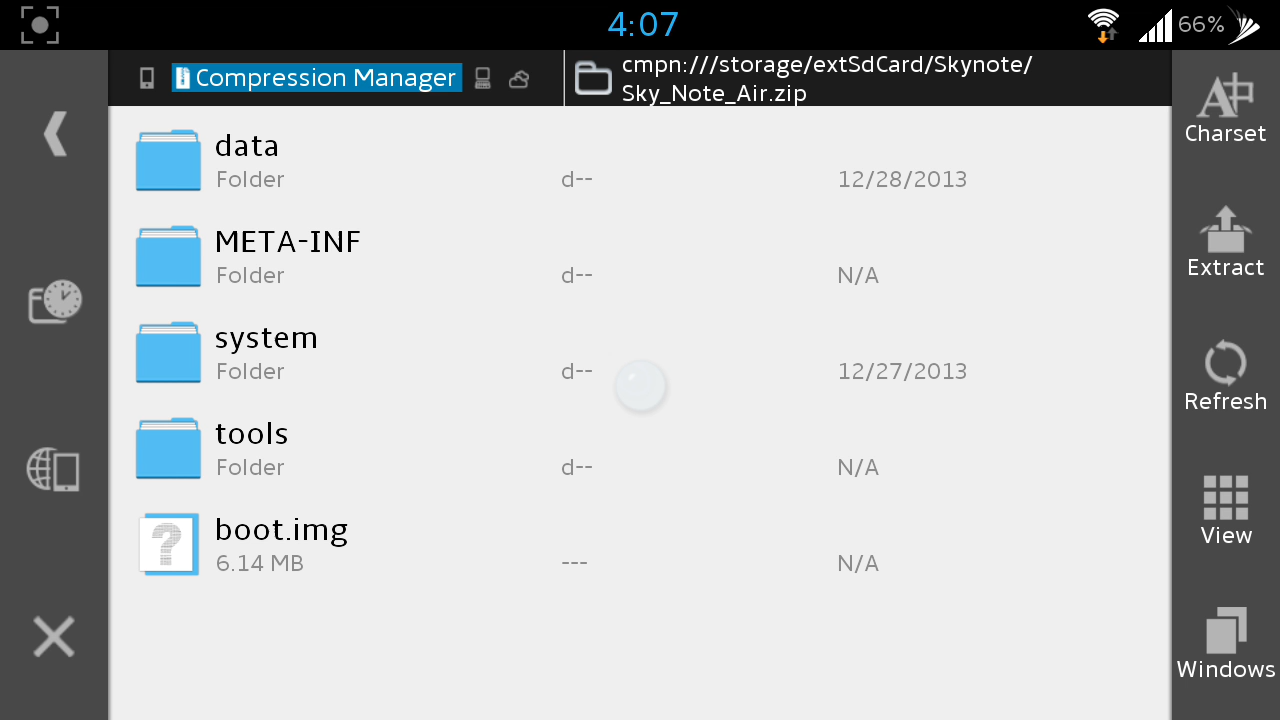 4:07
66%
Compression Manager
cmpn:///storage/extSdCard/Skynote/
Sky_Note_Air.zip
data
Folder d-- 12/28/2013
META-INF
Folder d-- N/A
system
Folder d-- 12/27/2013
tools
Folder d-- N/A
boot.img
6.14 MB --- N/A
Charset
Extract
Refresh
View
Windows